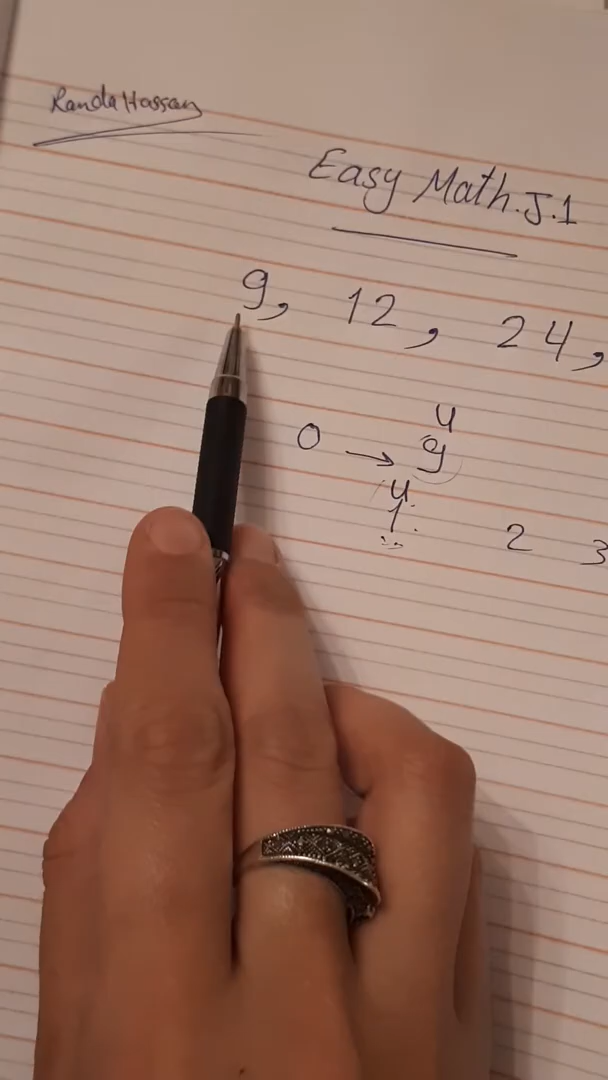 Randa Hassan
Easy Math.J.1
9, 12, 24,
4
0 → 9
4
1 2 3